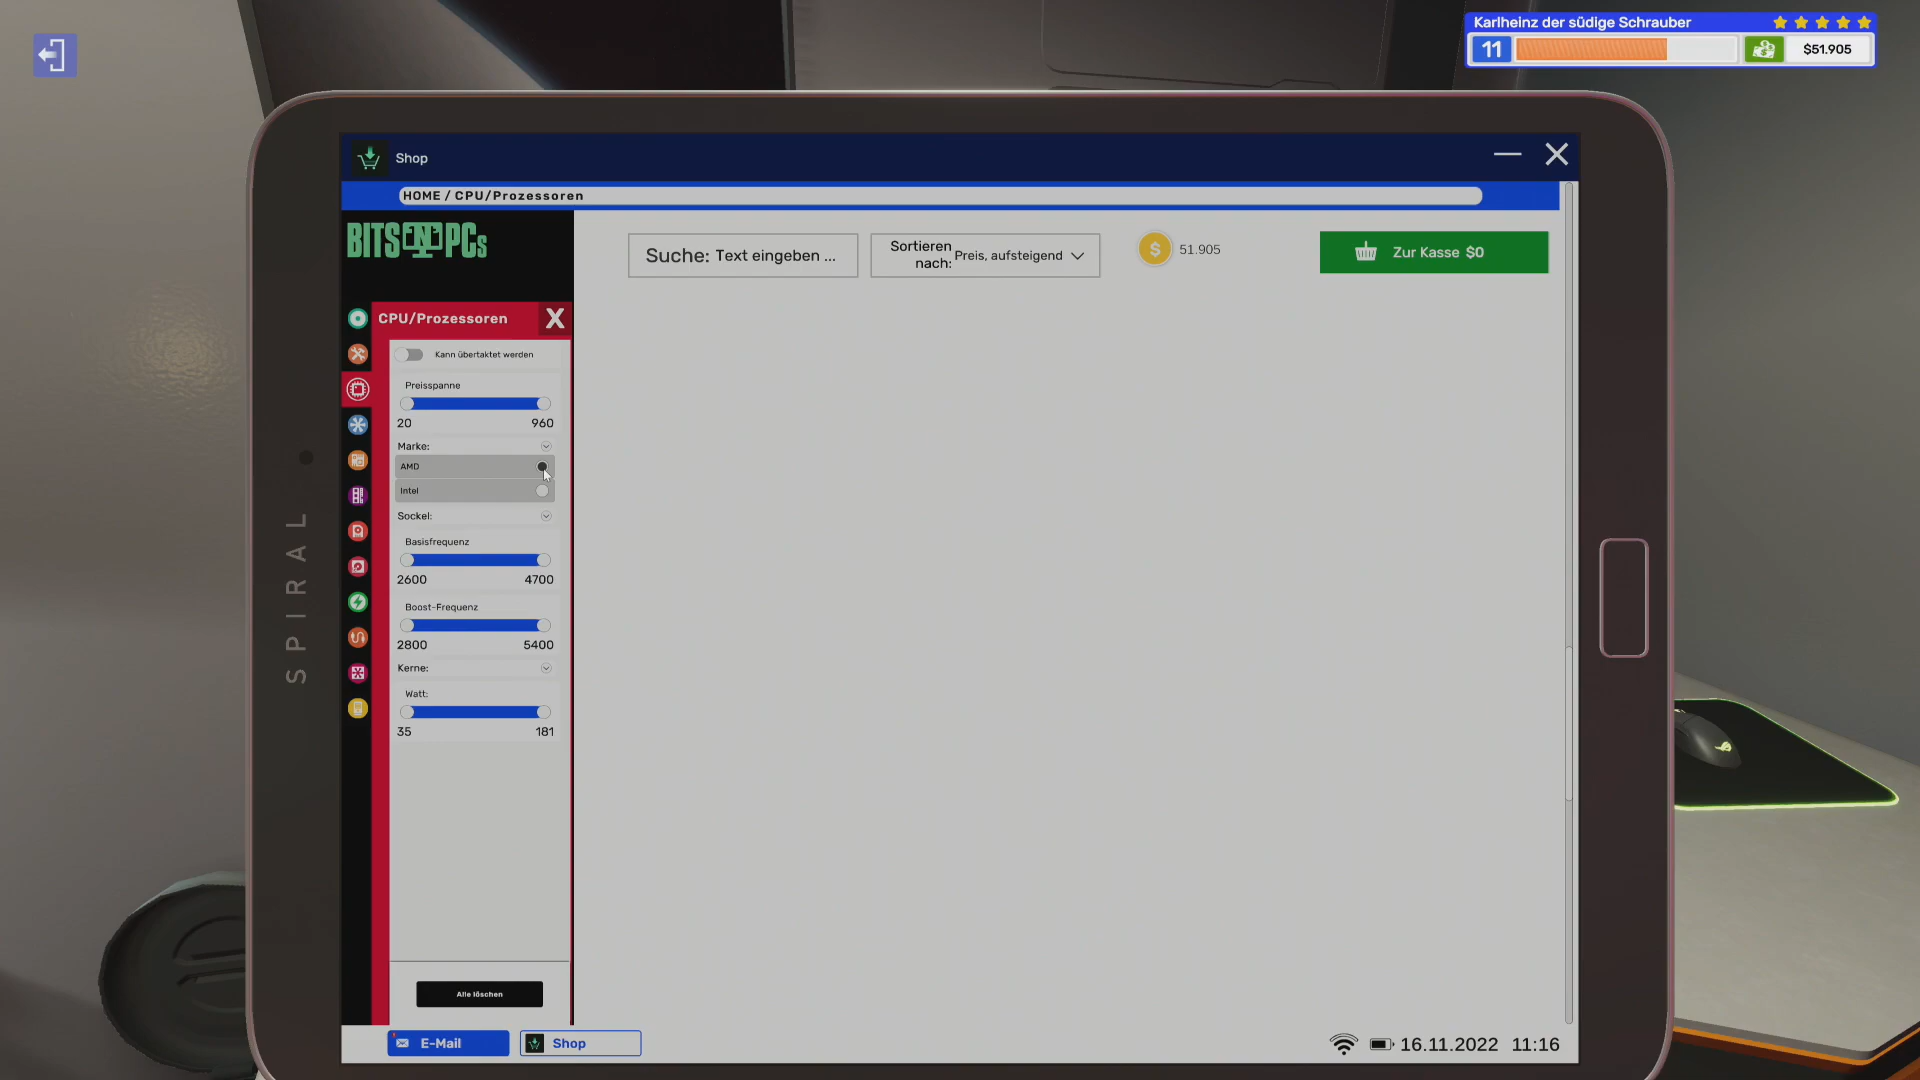 Karlheinz der südige Schrauber
11
$51.905
Shop
HOME / CPU/Prozessoren
BITS N PCs
Suche: Text eingeben ...
Sortieren nach: Preis, aufsteigend
$
51.905
Zur Kasse $0
CPU/Prozessoren
X
Kann übertaktet werden
Preisspanne
20 960
Marke:
AMD
Intel
Sockel:
Basisfrequenz
2600 4700
Boost-Frequenz
2800 5400
Kerne:
Watt:
35 181
Alle löschen
SPIRAL
E-Mail
Shop
16.11.2022 11:16